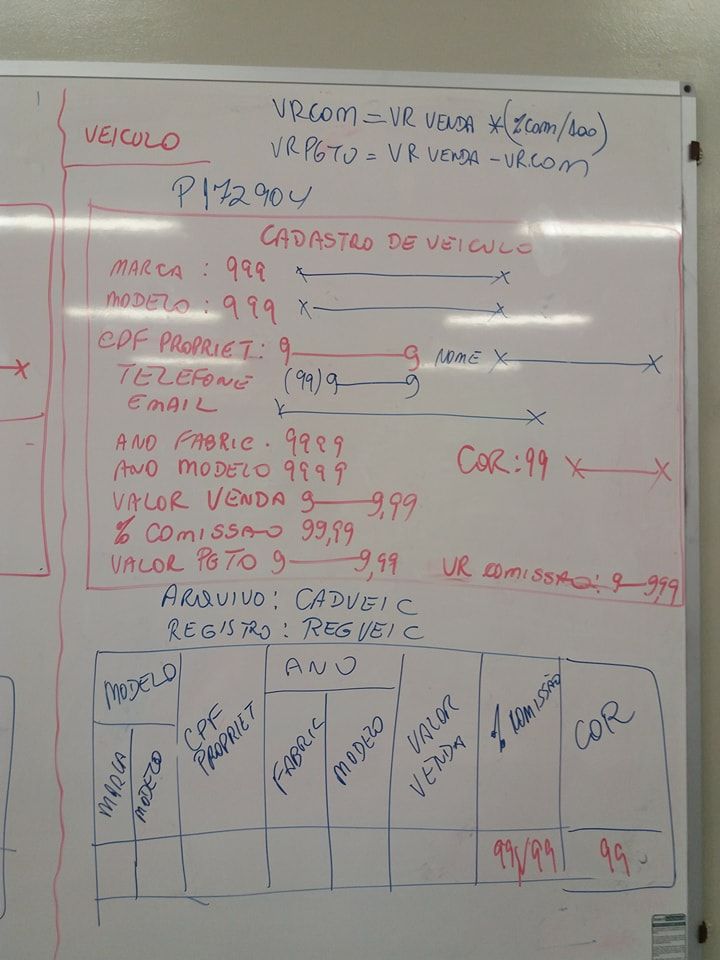 VEICULO
VRCOM = VR VENDA * (%COM/100)
VRPGTO = VR VENDA - VR.COM
P172904
CADASTRO DE VEICULO
MARCA : 999 X———X
MODELO : 999 X———X
CPF PROPRIET: 9———9 NOME X———X
TELEFONE (99)9———9
EMAIL X———X
ANO FABRIC. 9999
ANO MODELO 9999 COR: 99 X———X
VALOR VENDA 9———9,99
% COMISSAO 99,99
VALOR PGTO 9———9,99 VR COMISSAO: 9—999
ARQUIVO: CADVEIC
REGISTRO: REGVEIC
MODELO
MARCA
MODELO
CPF PROPRIET
ANO
FABRIC
MODELO
VALOR VENDA
% COMISSÃO
COR
99V99 99